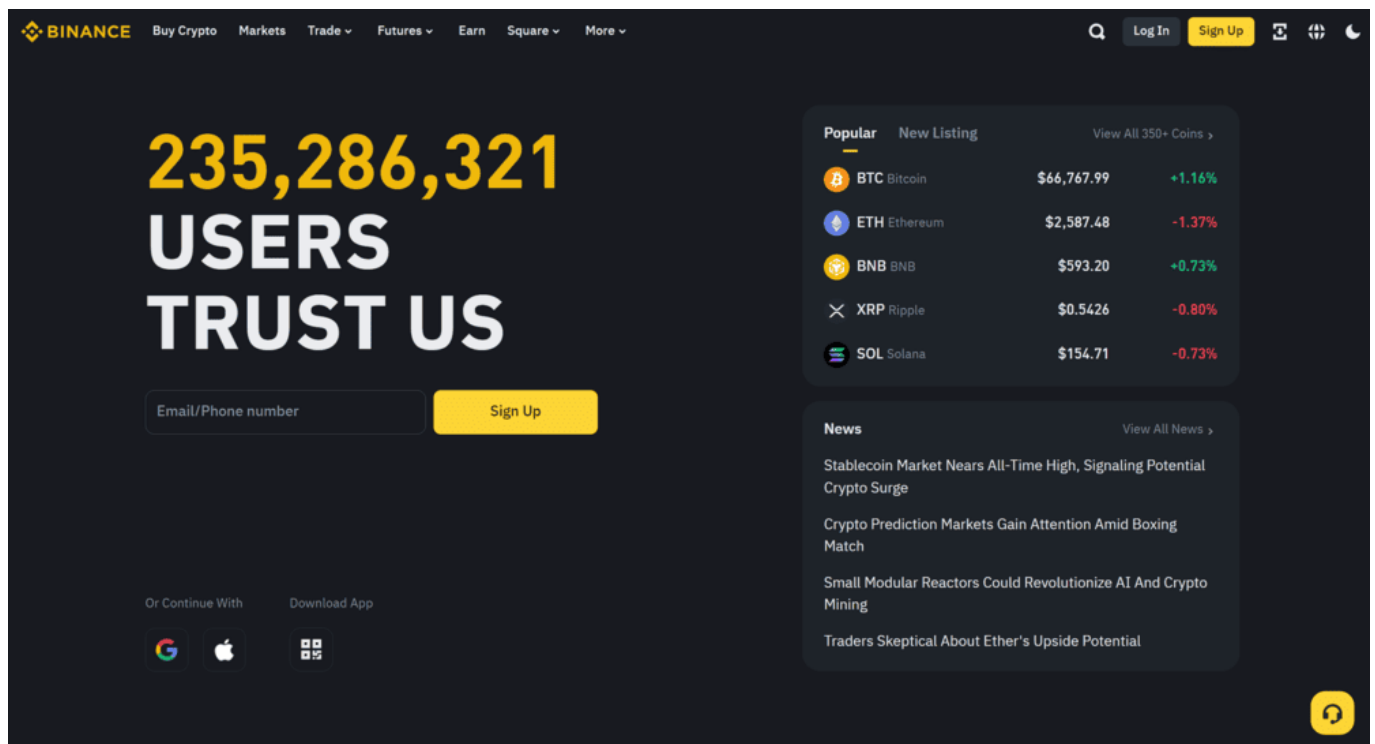 BINANCE Buy Crypto Markets Trade Futures Earn Square More Log In Sign Up
235,286,321
USERS
TRUST US
Email/Phone number Sign Up
Or Continue With Download App
Popular New Listing View All 350+ Coins
BTC Bitcoin $66,767.99 +1.16%
ETH Ethereum $2,587.48 -1.37%
BNB BNB $593.20 +0.73%
XRP Ripple $0.5426 -0.80%
SOL Solana $154.71 -0.73%
News View All News
Stablecoin Market Nears All-Time High, Signaling Potential
Crypto Surge
Crypto Prediction Markets Gain Attention Amid Boxing
Match
Small Modular Reactors Could Revolutionize AI And Crypto
Mining
Traders Skeptical About Ether's Upside Potential